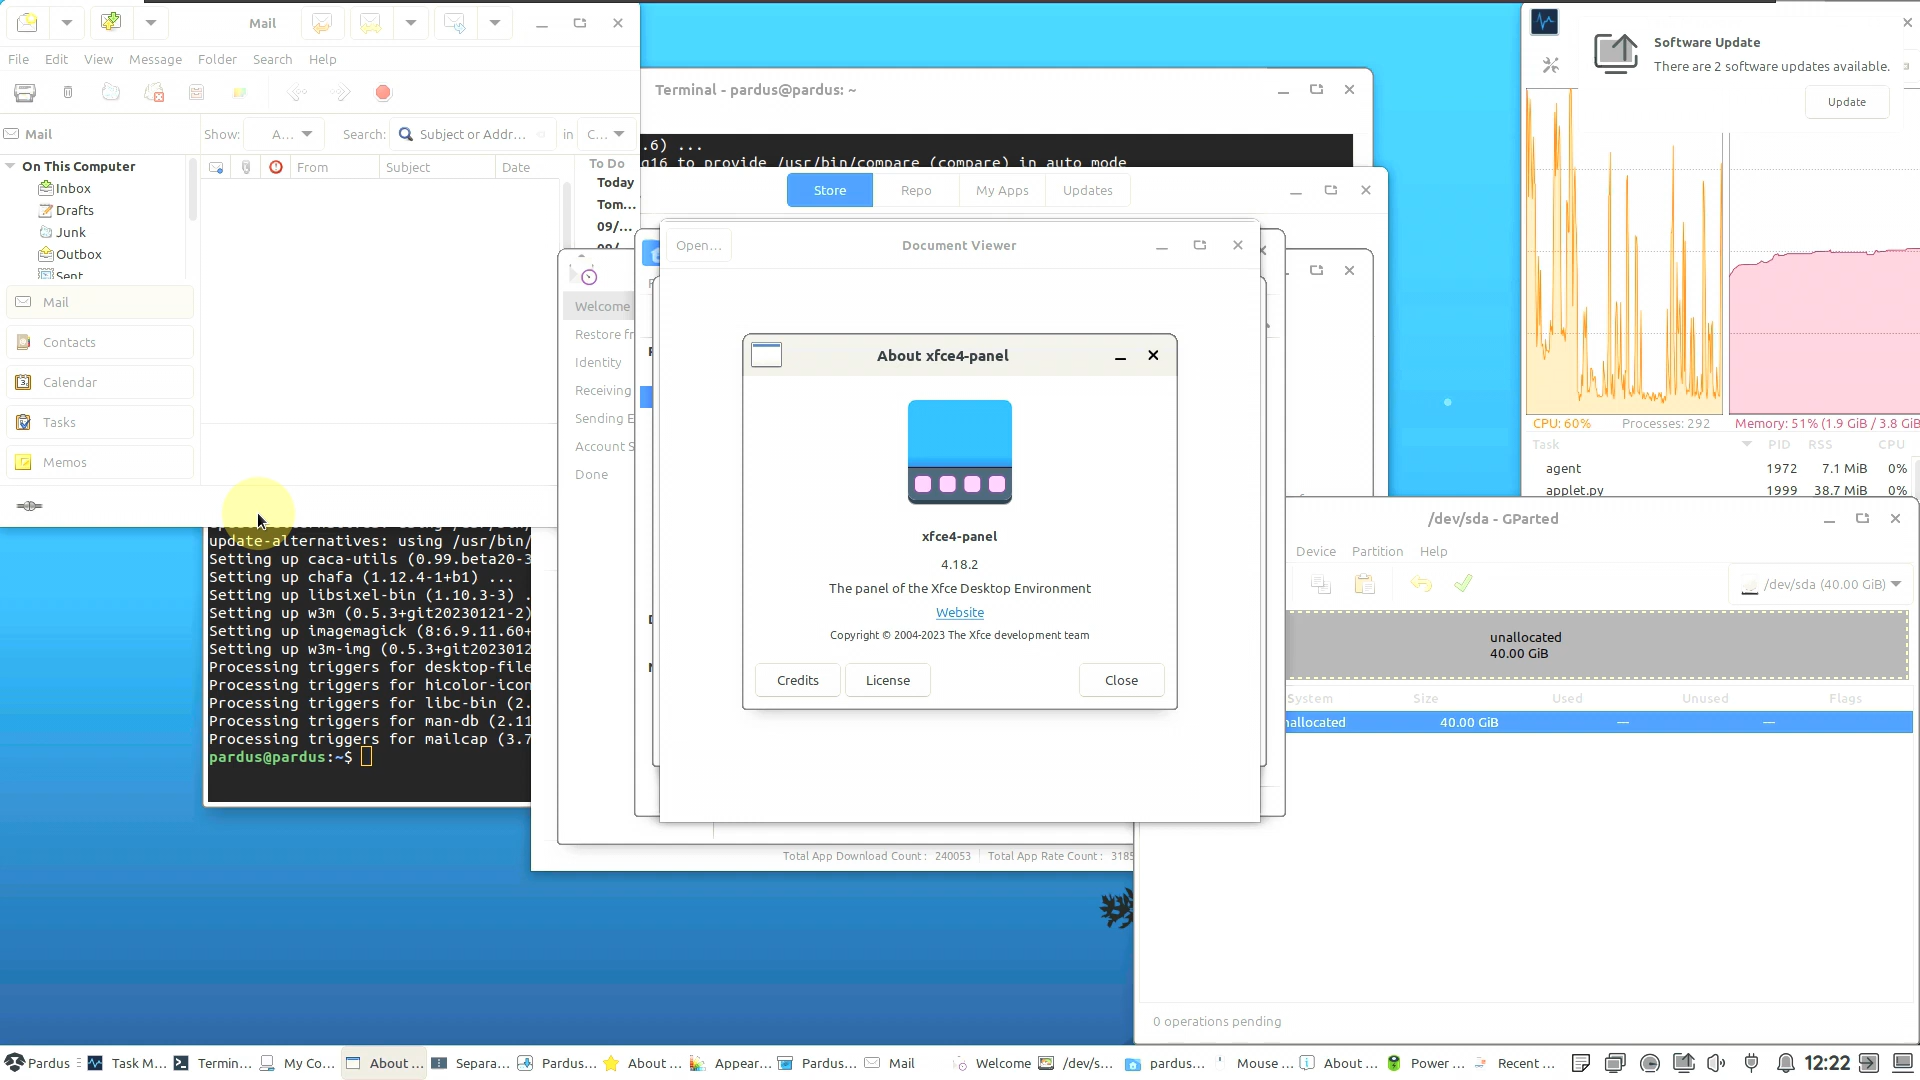 Mail
File Edit View Message Folder Search Help
Mail
Show: A... Search: Subject or Addr... in C...
On This Computer
Inbox
Drafts
Junk
Outbox
Sent
From Subject Date
To Do
Today
Tom...
09/...
Mail
Contacts
Calendar
Tasks
Memos
Terminal - pardus@pardus: ~
.6) ...
q16 to provide /usr/bin/compare (compare) in auto mode
Store Repo My Apps Updates
Open... Document Viewer
Welcome
Restore fr
Identity
Receiving
Sending E
Account S
Done
About xfce4-panel
xfce4-panel
4.18.2
The panel of the Xfce Desktop Environment
Website
Copyright © 2004-2023 The Xfce development team
Credits License Close
Software Update
There are 2 software updates available.
Update
CPU: 60% Processes: 292 Memory: 51% (1.9 GiB / 3.8 GiB
Task PID RSS CPU
agent 1972 7.1 MiB 0%
applet.py 1999 38.7 MiB 0%
/dev/sda - GParted
Device Partition Help
/dev/sda (40.00 GiB)
unallocated
40.00 GiB
System Size Used Unused Flags
nallocated 40.00 GiB — —
0 operations pending
update-alternatives: using /usr/bin/
Setting up caca-utils (0.99.beta20-3
Setting up chafa (1.12.4-1+b1) ...
Setting up libsixel-bin (1.10.3-3) .
Setting up w3m (0.5.3+git20230121-2)
Setting up imagemagick (8:6.9.11.60+
Setting up w3m-img (0.5.3+git2023012
Processing triggers for desktop-file
Processing triggers for hicolor-icon
Processing triggers for libc-bin (2.
Processing triggers for man-db (2.11
Processing triggers for mailcap (3.7
pardus@pardus:~$
Total App Download Count: 240053 Total App Rate Count: 3185
Pardus Task M... Termin... My Co... About ... Separa... Pardus... About ... Appear... Pardus... Mail Welcome /dev/s... pardus... Mouse ... About ... Power ... Recent ... 12:22